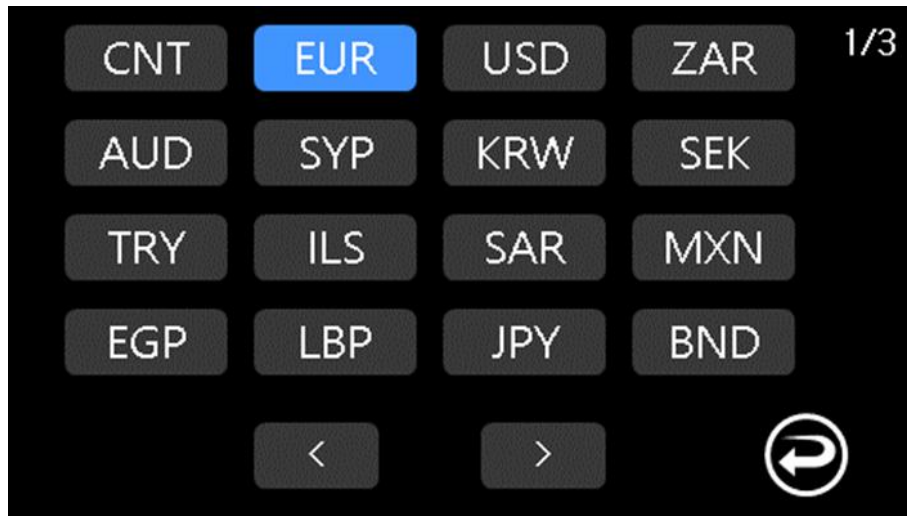 CNT EUR USD ZAR 1/3
AUD SYP KRW SEK
TRY ILS SAR MXN
EGP LBP JPY BND
< >